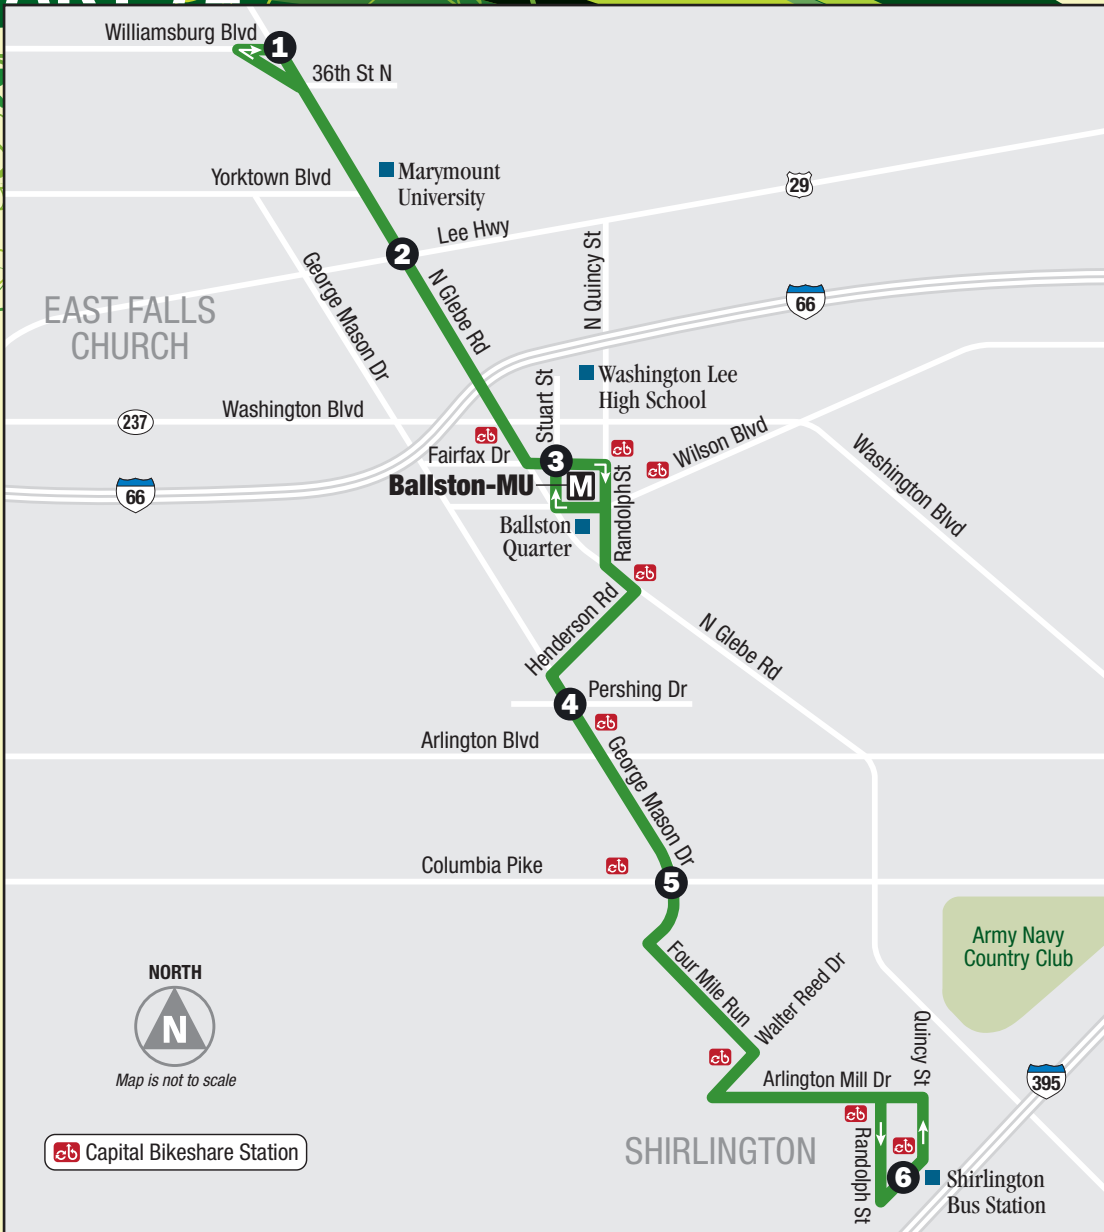 Williamsburg Blvd
1
36th St N
Marymount
University
Yorktown Blvd
29
Lee Hwy
2
N Quincy St
George Mason Dr
N Glebe Rd
EAST FALLS
CHURCH
66
Stuart St
Washington Lee
High School
Washington Blvd
237
Wilson Blvd
Washington Blvd
Fairfax Dr
3
Ballston-MU
M
Randolph St
66
Ballston
Quarter
Henderson Rd
N Glebe Rd
Pershing Dr
4
Arlington Blvd
George Mason Dr
Columbia Pike
5
Army Navy
Country Club
Four Mile Run
Walter Reed Dr
NORTH
N
Map is not to scale
Quincy St
Arlington Mill Dr
395
cb Capital Bikeshare Station
SHIRLINGTON
Randolph St
6
Shirlington
Bus Station